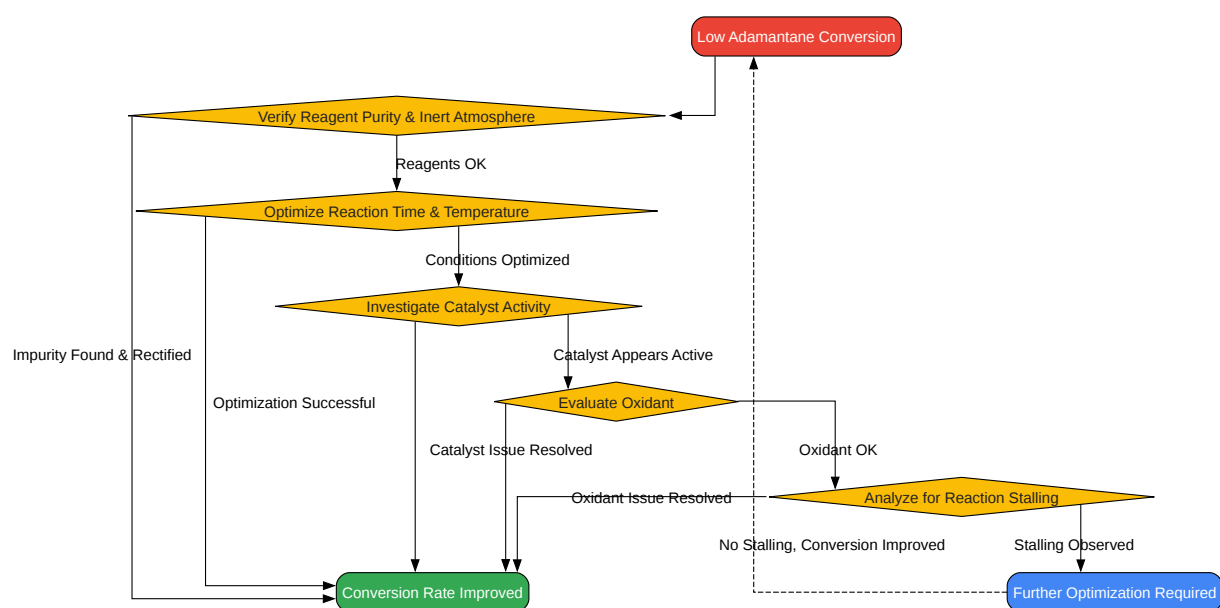 Low Adamantane Conversion
Verify Reagent Purity & Inert Atmosphere
Reagents OK
Optimize Reaction Time & Temperature
Conditions Optimized
Investigate Catalyst Activity
Impurity Found & Rectified
Catalyst Appears Active
Optimization Successful
Evaluate Oxidant
Catalyst Issue Resolved
Oxidant OK
Oxidant Issue Resolved
Analyze for Reaction Stalling
No Stalling, Conversion Improved
Stalling Observed
Conversion Rate Improved
Further Optimization Required